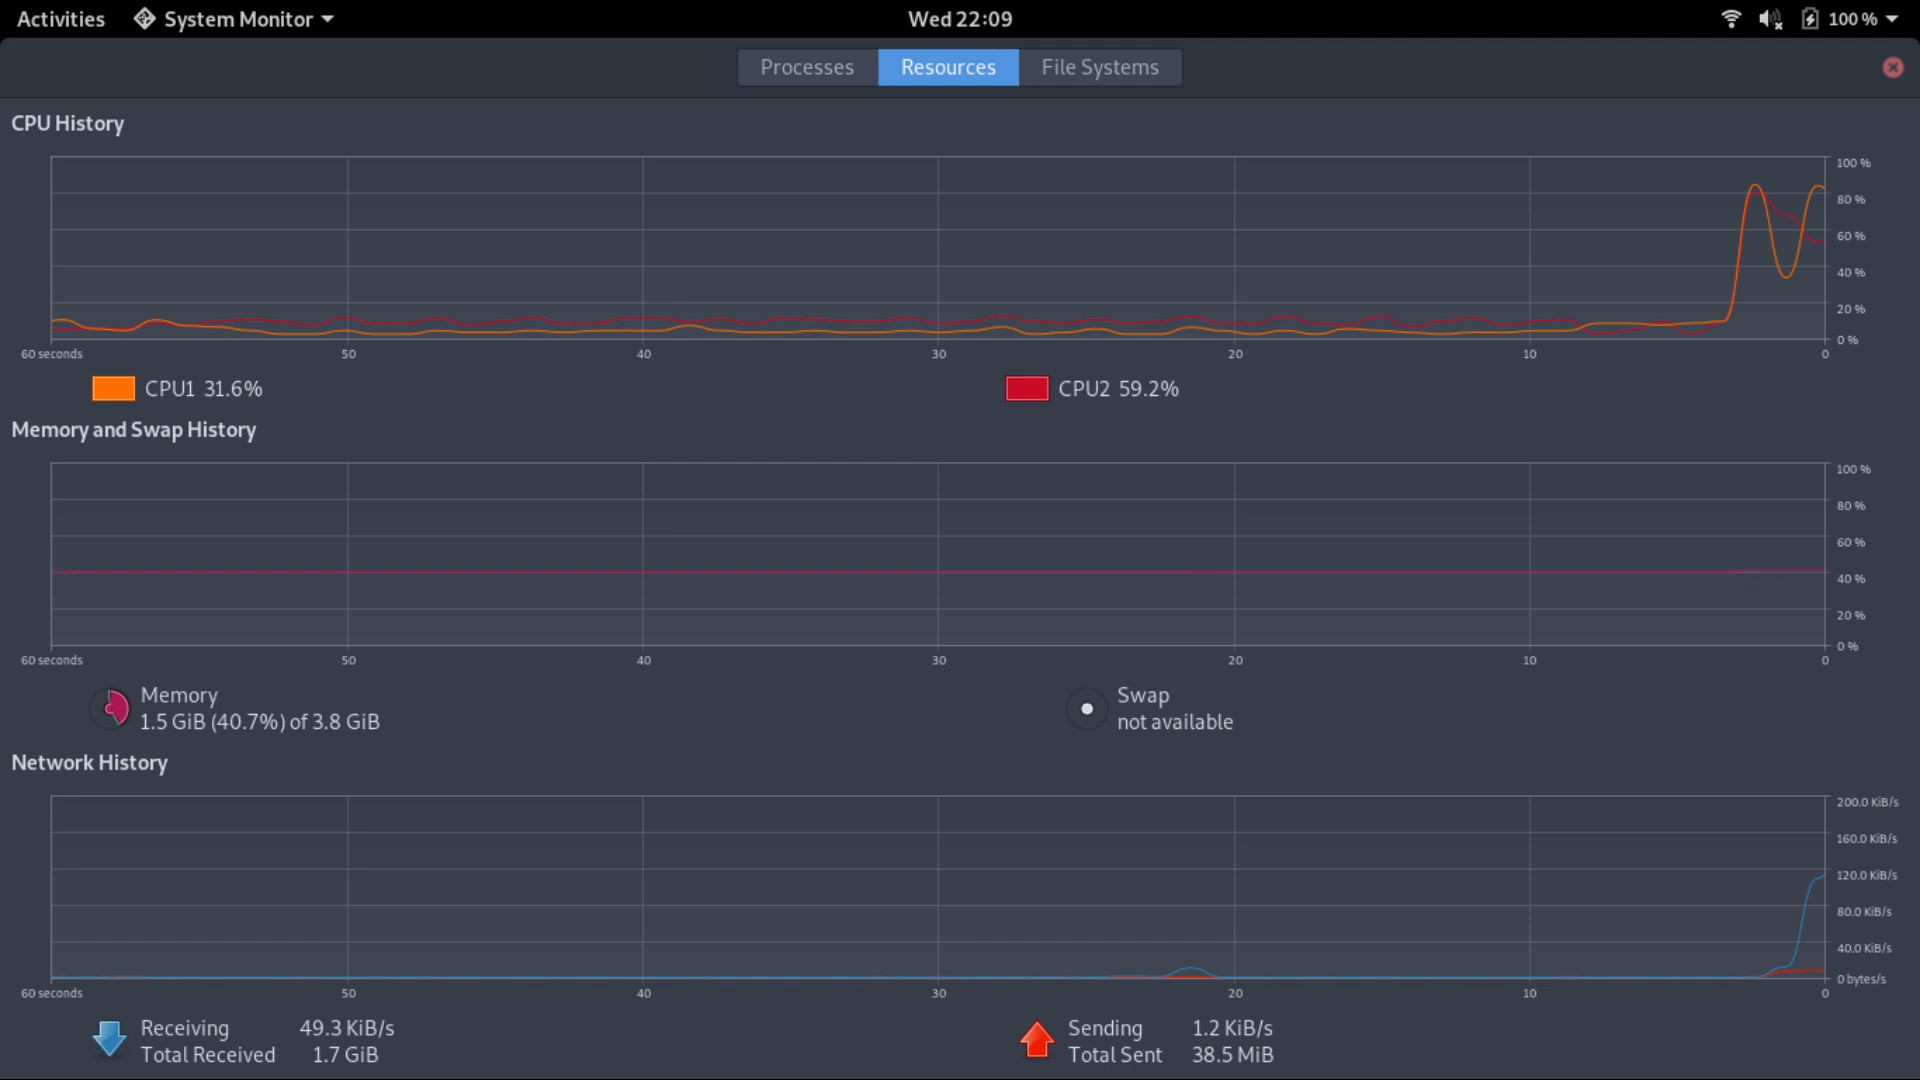 Activities System Monitor Wed 22:09 100 %
Processes Resources File Systems
CPU History
100 %
80 %
60 %
40 %
20 %
0 %
60 seconds 50 40 30 20 10 0
CPU1 31.6% CPU2 59.2%
Memory and Swap History
100 %
80 %
60 %
40 %
20 %
0 %
60 seconds 50 40 30 20 10 0
Memory
1.5 GiB (40.7%) of 3.8 GiB
Swap
not available
Network History
200.0 KiB/s
160.0 KiB/s
120.0 KiB/s
80.0 KiB/s
40.0 KiB/s
0 bytes/s
60 seconds 50 40 30 20 10 0
Receiving 49.3 KiB/s
Total Received 1.7 GiB
Sending 1.2 KiB/s
Total Sent 38.5 MiB